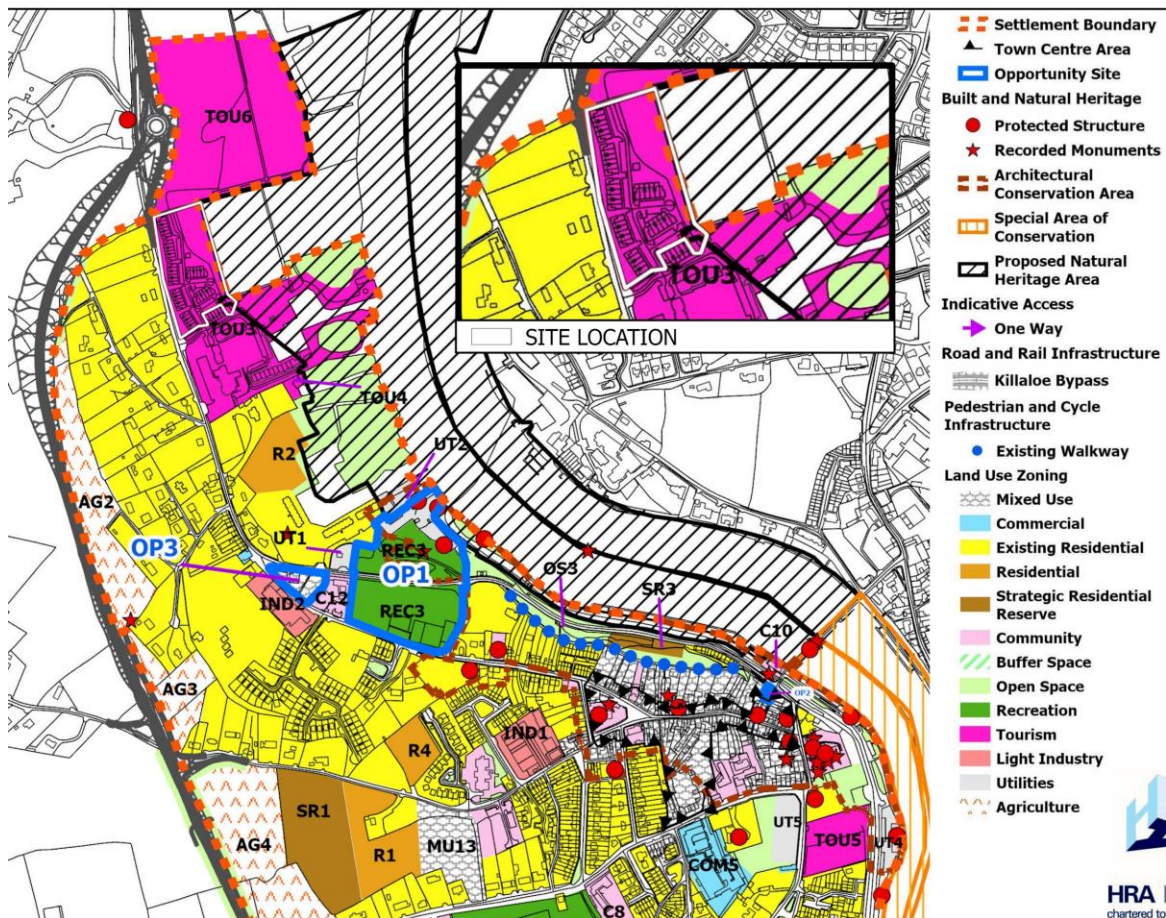 TOU6
TOU3
TOU3
SITE LOCATION
TOU4
R2
UT2
AG2
OP3
UT1
REC3
OP1
OS3
SR3
REC3
C12
IND2
C10
OP2
AG3
IND1
R4
SR1
AG4
R1
MU13
UT5
TOU5
UT4
COM5
C8
Settlement Boundary
Town Centre Area
Opportunity Site
Built and Natural Heritage
Protected Structure
Recorded Monuments
Architectural
Conservation Area
Special Area of
Conservation
Proposed Natural
Heritage Area
Indicative Access
One Way
Road and Rail Infrastructure
Killaloe Bypass
Pedestrian and Cycle
Infrastructure
Existing Walkway
Land Use Zoning
Mixed Use
Commercial
Existing Residential
Residential
Strategic Residential
Reserve
Community
Buffer Space
Open Space
Recreation
Tourism
Light Industry
Utilities
Agriculture
HRA
chartered to